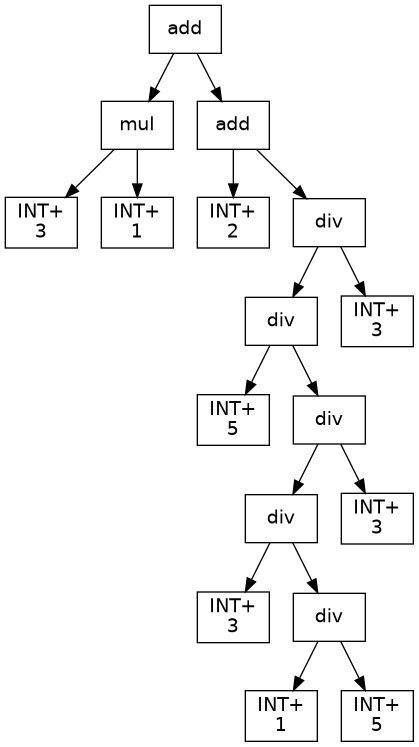 add
mul
add
INT+
3
INT+
1
INT+
2
div
div
INT+
3
INT+
5
div
div
INT+
3
INT+
3
div
INT+
1
INT+
5